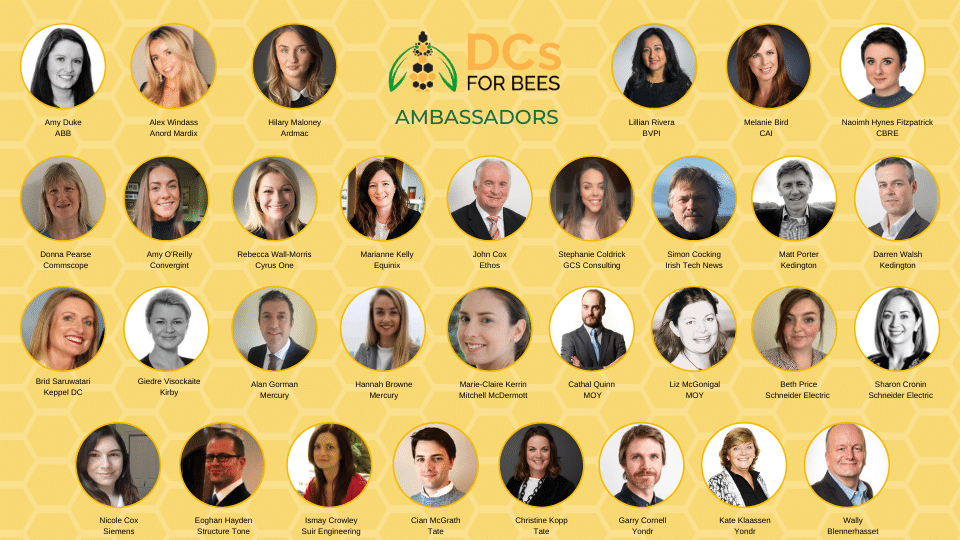 DCs
FOR BEES
AMBASSADORS
Amy Duke
ABB
Alex Windass
Anord Mardix
Hilary Maloney
Ardmac
Lillian Rivera
BVPI
Melanie Bird
CAI
Naoimh Hynes Fitzpatrick
CBRE
Donna Pearse
Commscope
Amy O'Reilly
Convergint
Rebecca Wall-Morris
Cyrus One
Marianne Kelly
Equinix
John Cox
Ethos
Stephanie Coldrick
GCS Consulting
Simon Cocking
Irish Tech News
Matt Porter
Kedington
Darren Walsh
Kedington
Brid Saruwatari
Keppel DC
Giedre Visockaite
Kirby
Alan Gorman
Mercury
Hannah Browne
Mercury
Marie-Claire Kerrin
Mitchell McDermott
Cathal Quinn
MOY
Liz McGonigal
MOY
Beth Price
Schneider Electric
Sharon Cronin
Schneider Electric
Nicole Cox
Siemens
Eoghan Hayden
Structure Tone
Ismay Crowley
Suir Engineering
Cian McGrath
Tate
Christine Kopp
Tate
Garry Cornell
Yondr
Kate Klaassen
Yondr
Wally
Blennerhasset